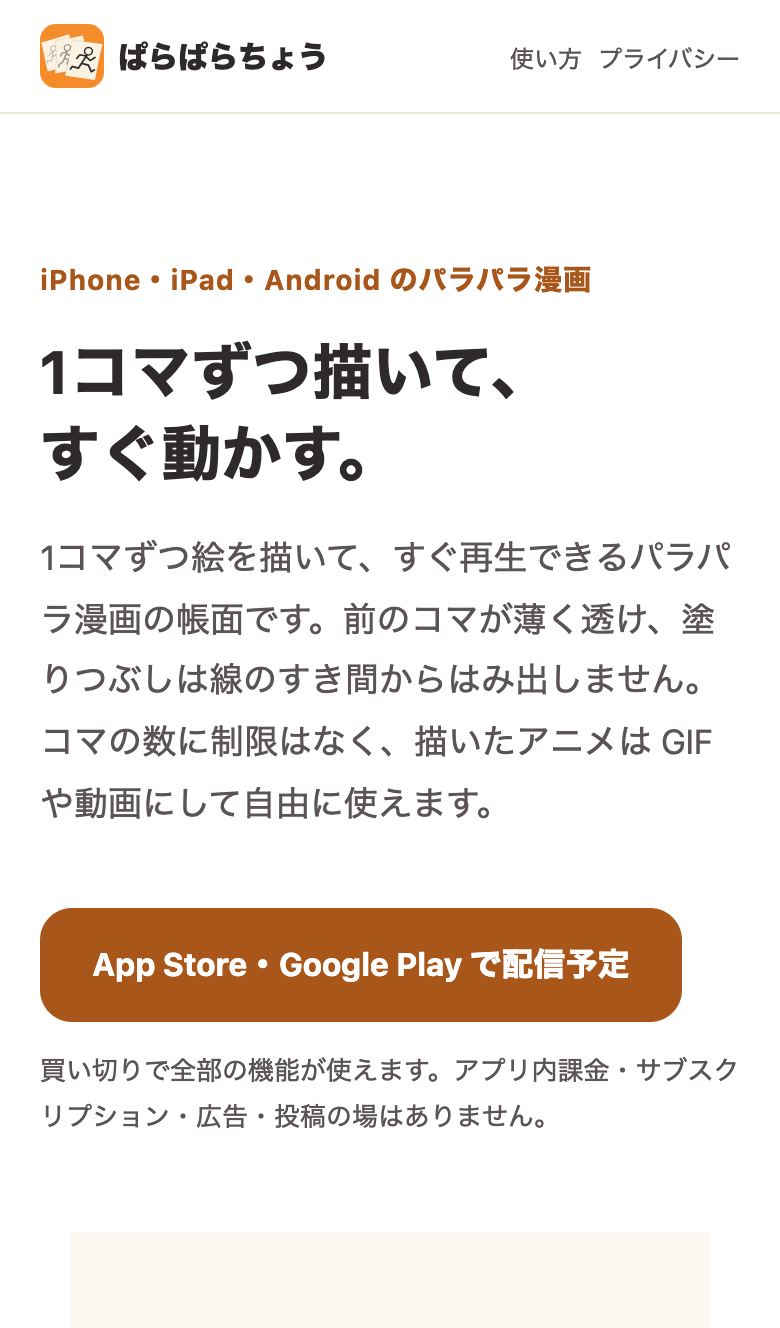 ぱらぱらちょう
使い方 プライバシー
iPhone・iPad・Android のパラパラ漫画
1コマずつ描いて、
すぐ動かす。
1コマずつ絵を描いて、すぐ再生できるパラパ
ラ漫画の帳面です。前のコマが薄く透け、塗
りつぶしは線のすき間からはみ出しません。
コマの数に制限はなく、描いたアニメは GIF
や動画にして自由に使えます。
App Store・Google Play で配信予定
買い切りで全部の機能が使えます。アプリ内課金・サブスク
リプション・広告・投稿の場はありません。